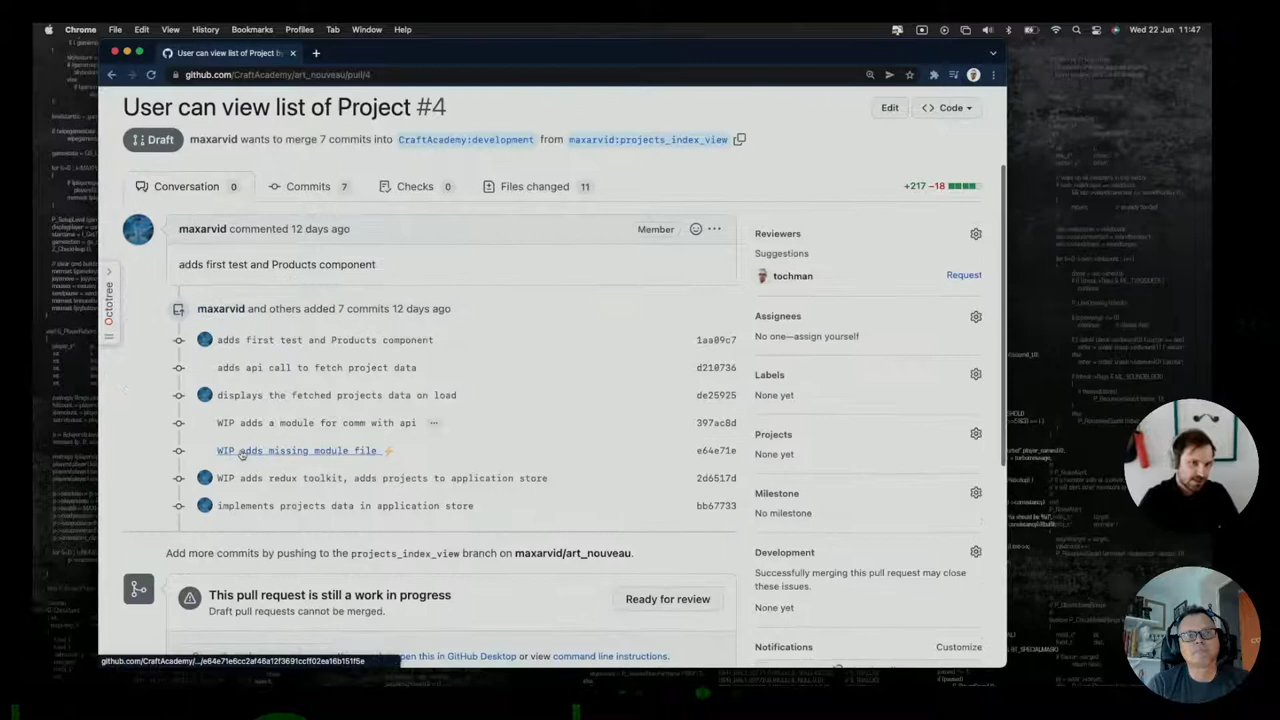 Chrome File Edit View History Bookmarks Profiles Tab Window Help Wed 22 Jun 11:47
User can view list of Project by
github.com/CraftAcademy/art_nouveau/pull/4
User can view list of Project #4
Edit
Code
Draft
maxarvid wants to merge 7 commits into CraftAcademy:development from maxarvid:projects_index_view
Conversation 0
Commits 7
Checks 0
Files changed 11
+217 −18
maxarvid commented 12 days ago
Member
adds first test and Products component
Octotree
maxarvid and others added 7 commits 12 days ago
adds first test and Products component 1aa09c7
adds api call to fetch project data d210736
displays the fetched projects data on load de25925
WIP adds a module for comm with api 397ac8d
WIP adds missing module file ⚡ e64e71e
WIP adds redux toolkit, adds projects to application store 2d6517d
implements projects data in application store bb67733
Add more commits by pushing to the projects_index_view branch on maxarvid/art_nouveau.
This pull request is still a work in progress
Draft pull requests cannot be merged.
Ready for review
open this in GitHub Desktop or view command line instructions.
Reviewers
Suggestions
tochman
Request
Assignees
No one—assign yourself
Labels
None yet
Projects
None yet
Milestone
No milestone
Development
Successfully merging this pull request may close
these issues.
None yet
Notifications
Customize